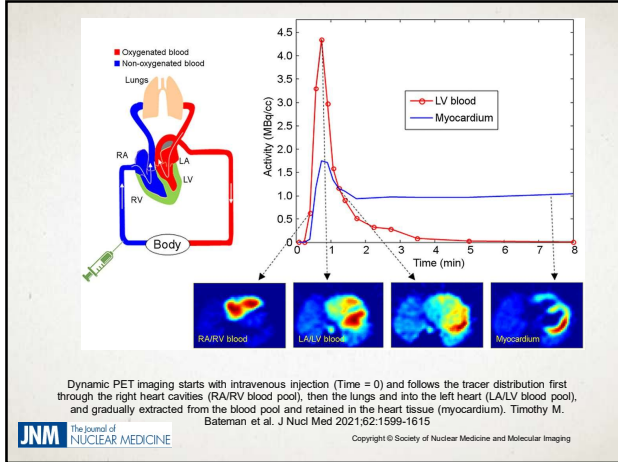 Oxygenated blood
Non-oxygenated blood
Lungs
RA
LA
LV
RV
Body
Activity (MBq/cc)
4.5
4.0
3.5
3.0
2.5
2.0
1.5
1.0
0.5
.0
LV blood
Myocardium
0 1 2 3 4 5 6 7 8
Time (min)
RA/RV blood
LA/LV blood
Myocardium
Dynamic PET imaging starts with intravenous injection (Time = 0) and follows the tracer distribution first
through the right heart cavities (RA/RV blood pool), then the lungs and into the left heart (LA/LV blood pool),
and gradually extracted from the blood pool and retained in the heart tissue (myocardium). Timothy M.
Bateman et al. J Nucl Med 2021;62:1599-1615
JNM The Journal of
NUCLEAR MEDICINE
Copyright © Society of Nuclear Medicine and Molecular Imaging